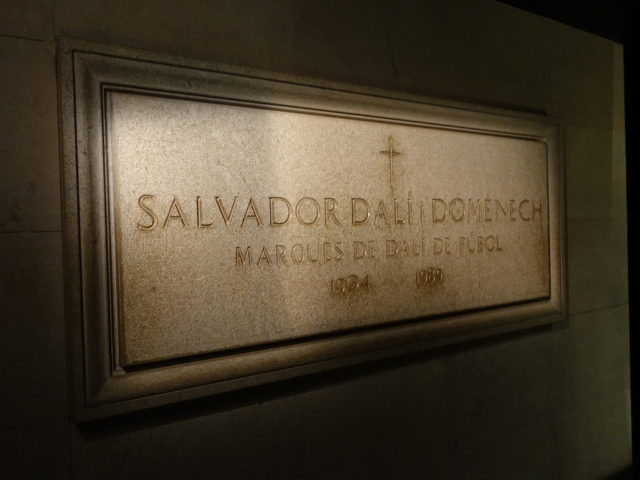 SALVADOR DALÍ i DOMÈNECH
MARQUÈS DE DALÍ DE PÚBOL
1904 1989